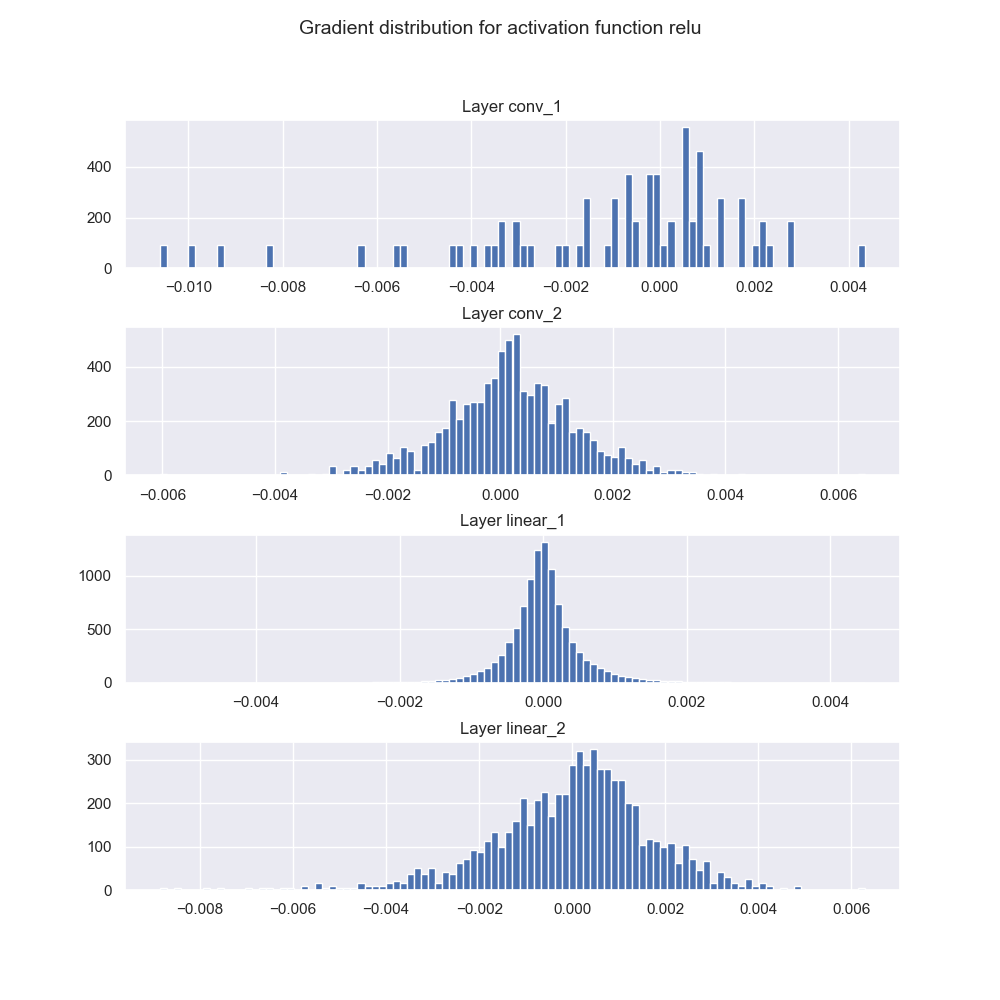 Gradient distribution for activation function relu
Layer conv_1
400
200
0
−0.010 −0.008 −0.006 −0.004 −0.002 0.000 0.002 0.004
Layer conv_2
400
200
0
−0.006 −0.004 −0.002 0.000 0.002 0.004 0.006
Layer linear_1
1000
500
0
−0.004 −0.002 0.000 0.002 0.004
Layer linear_2
300
200
100
0
−0.008 −0.006 −0.004 −0.002 0.000 0.002 0.004 0.006